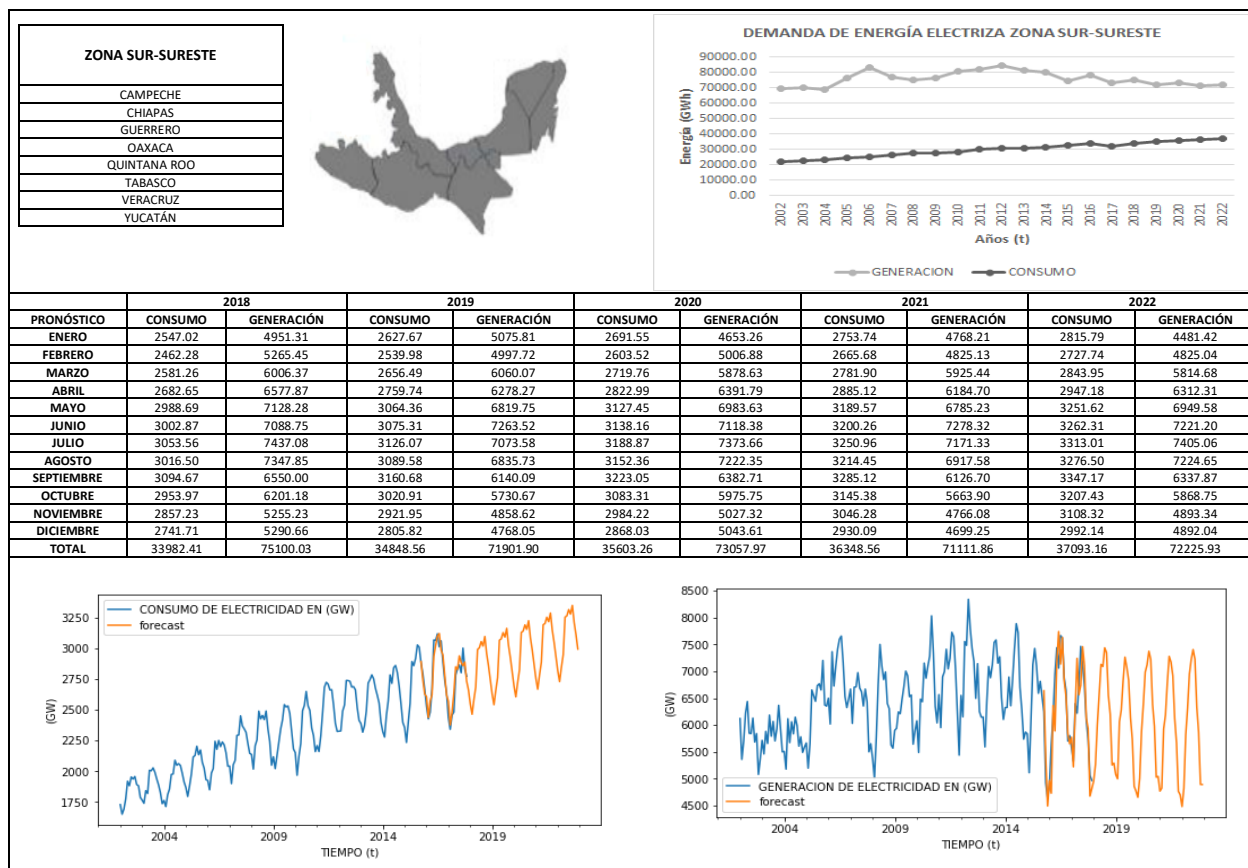 ZONA SUR-SURESTE
CAMPECHE
CHIAPAS
GUERRERO
OAXACA
QUINTANA ROO
TABASCO
VERACRUZ
YUCATÁN
DEMANDA DE ENERGÍA ELECTRIZA ZONA SUR-SURESTE
90000.00
80000.00
70000.00
60000.00
50000.00
40000.00
30000.00
20000.00
10000.00
0.00
Energía (GWh)
2002 2003 2004 2005 2006 2007 2008 2009 2010 2011 2012 2013 2014 2015 2016 2017 2018 2019 2020 2021 2022
Años (t)
GENERACION CONSUMO
2018 2019 2020 2021 2022
PRONÓSTICO CONSUMO GENERACIÓN CONSUMO GENERACIÓN CONSUMO GENERACIÓN CONSUMO GENERACIÓN CONSUMO GENERACIÓN
ENERO 2547.02 4951.31 2627.67 5075.81 2691.55 4653.26 2753.74 4768.21 2815.79 4481.42
FEBRERO 2462.28 5265.45 2539.98 4997.72 2603.52 5006.88 2665.68 4825.13 2727.74 4825.04
MARZO 2581.26 6006.37 2656.49 6060.07 2719.76 5878.63 2781.90 5925.44 2843.95 5814.68
ABRIL 2682.65 6577.87 2759.74 6278.27 2822.99 6391.79 2885.12 6184.70 2947.18 6312.31
MAYO 2988.69 7128.28 3064.36 6819.75 3127.45 6983.63 3189.57 6785.23 3251.62 6949.58
JUNIO 3002.87 7088.75 3075.31 7263.52 3138.16 7118.38 3200.26 7278.32 3262.31 7221.20
JULIO 3053.56 7437.08 3126.07 7073.58 3188.87 7373.66 3250.96 7171.33 3313.01 7405.06
AGOSTO 3016.50 7347.85 3089.58 6835.73 3152.36 7222.35 3214.45 6917.58 3276.50 7224.65
SEPTIEMBRE 3094.67 6550.00 3160.68 6140.09 3223.05 6382.71 3285.12 6126.70 3347.17 6337.87
OCTUBRE 2953.97 6201.18 3020.91 5730.67 3083.31 5975.75 3145.38 5663.90 3207.43 5868.75
NOVIEMBRE 2857.23 5255.23 2921.95 4858.62 2984.22 5027.32 3046.28 4766.08 3108.32 4893.34
DICIEMBRE 2741.71 5290.66 2805.82 4768.05 2868.03 5043.61 2930.09 4699.25 2992.14 4892.04
TOTAL 33982.41 75100.03 34848.56 71901.90 35603.26 73057.97 36348.56 71111.86 37093.16 72225.93
CONSUMO DE ELECTRICIDAD EN (GW)
forecast
3250
3000
2750
2500
2250
2000
1750
(GW)
2004 2009 2014 2019
TIEMPO (t)
8500
8000
7500
7000
6500
6000
5500
5000
4500
(GW)
GENERACION DE ELECTRICIDAD EN (GW)
forecast
2004 2009 2014 2019
TIEMPO (t)